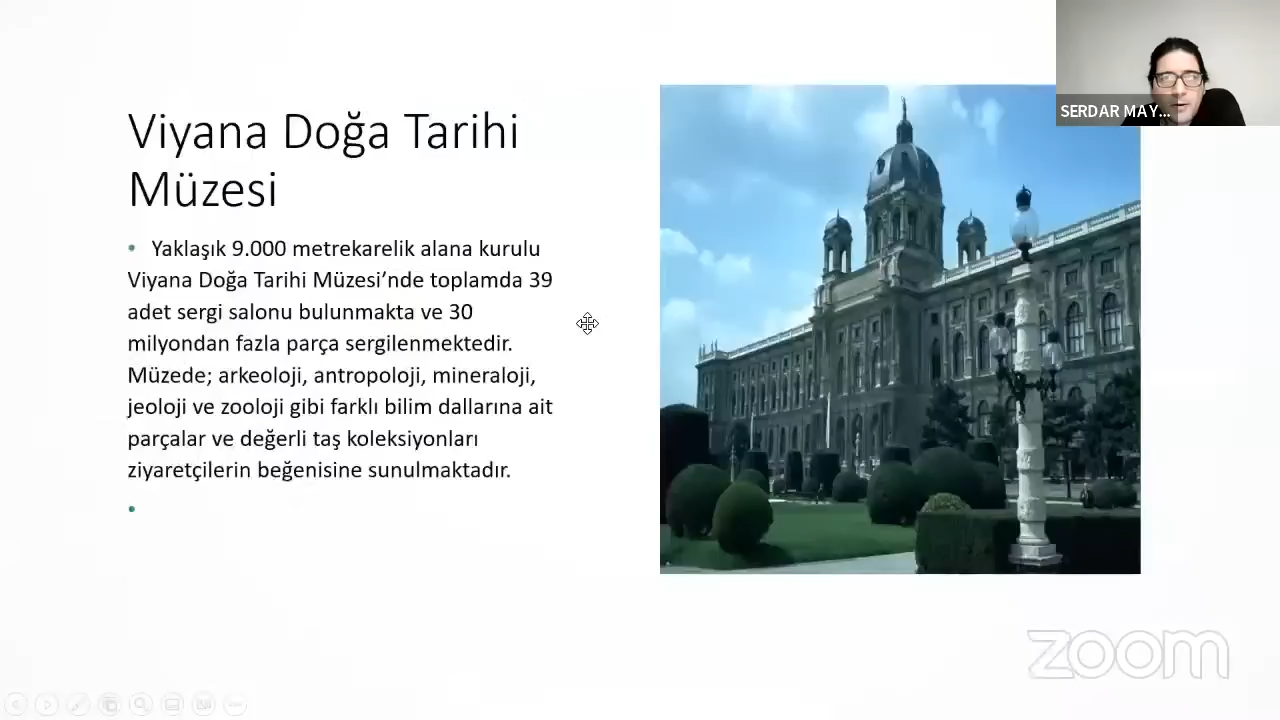 Viyana Doğa Tarihi
Müzesi
Yaklaşık 9.000 metrekarelik alana kurulu
Viyana Doğa Tarihi Müzesi’nde toplamda 39
adet sergi salonu bulunmakta ve 30
milyondan fazla parça sergilenmektedir.
Müzede; arkeoloji, antropoloji, mineraloji,
jeoloji ve zooloji gibi farklı bilim dallarına ait
parçalar ve değerli taş koleksiyonları
ziyaretçilerin beğenisine sunulmaktadır.
SERDAR MAY...
zoom